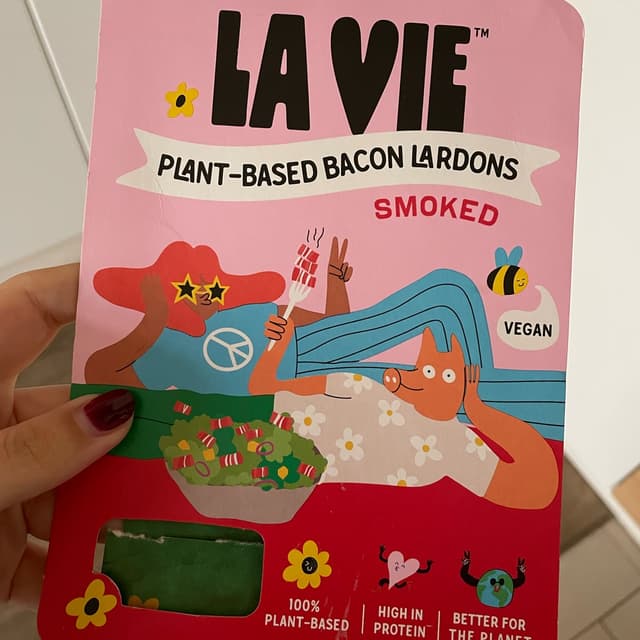 LA VIE™
PLANT-BASED BACON LARDONS
SMOKED
VEGAN
100%
PLANT-BASED
HIGH IN
PROTEIN
BETTER FOR
THE PLANET